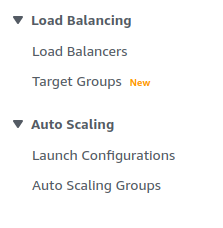 Load Balancing
Load Balancers
Target Groups New
Auto Scaling
Launch Configurations
Auto Scaling Groups